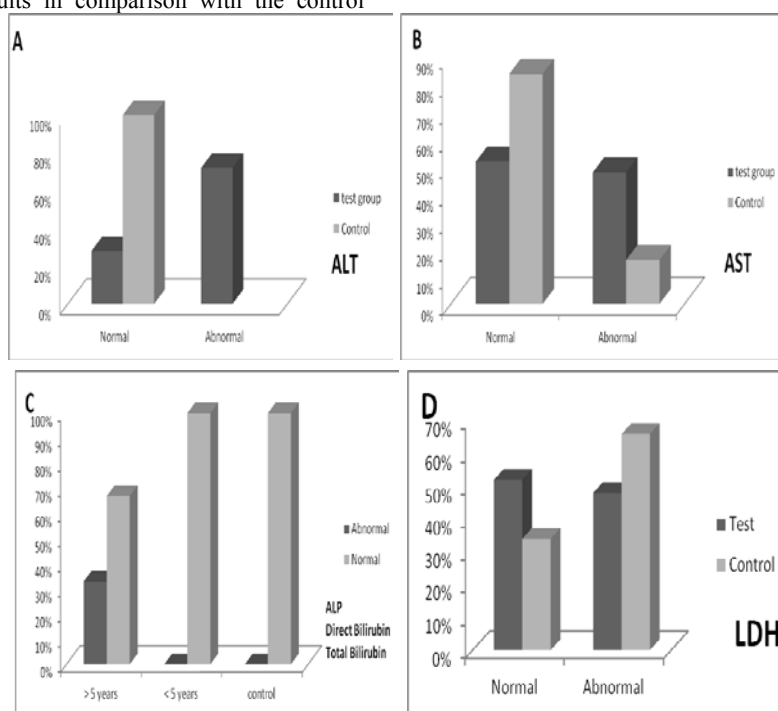 ults in comparison with the control
A
100%
80%
60%
40%
20%
0%
Normal
Abnormal
test group
Control
ALT
B
90%
80%
70%
60%
50%
40%
30%
20%
10%
0%
Normal
Abnormal
test group
Control
AST
C
100%
90%
80%
70%
60%
50%
40%
30%
20%
10%
0%
> 5 years
< 5 years
control
Abnormal
Normal
ALP
Direct Bilirubin
Total Bilirubin
D
70%
60%
50%
40%
30%
20%
10%
0%
Normal
Abnormal
Test
Control
LDH